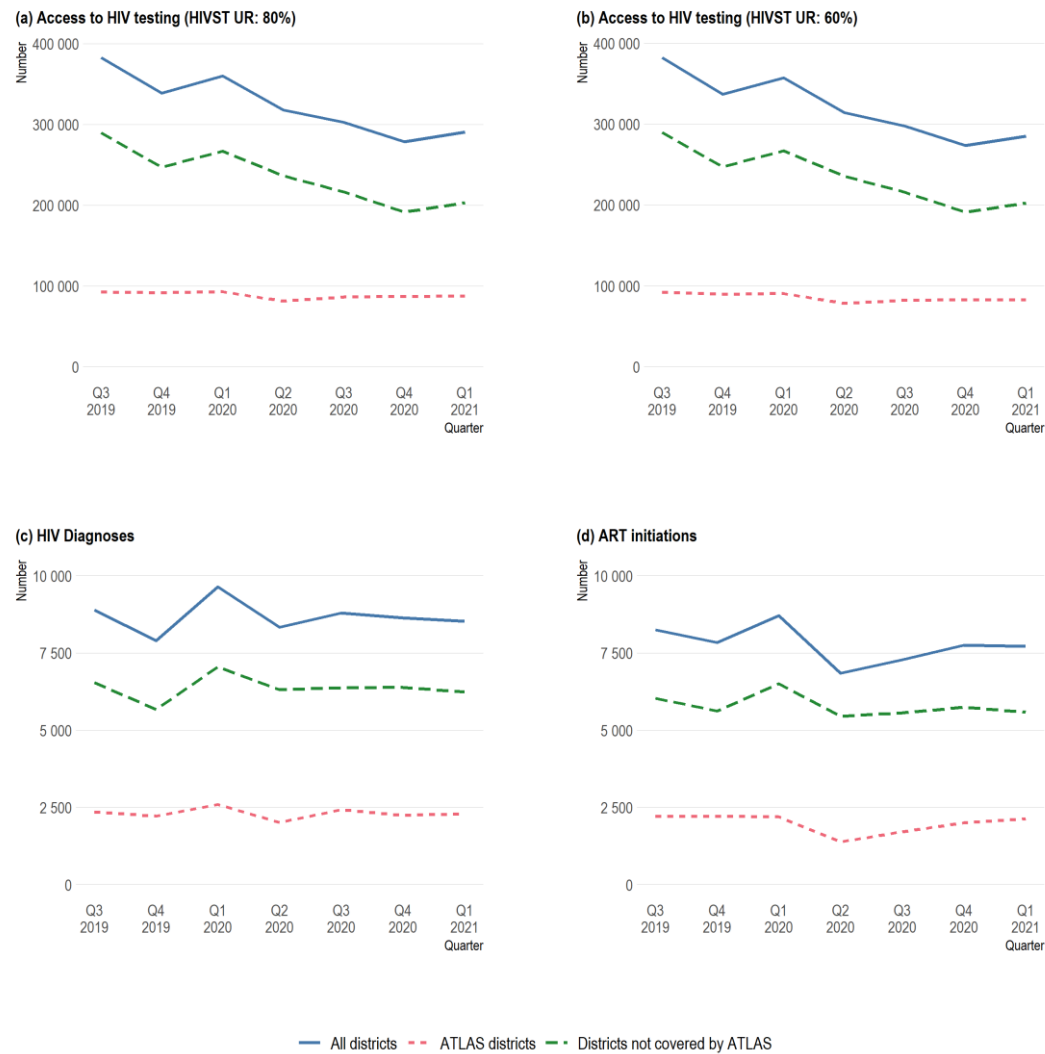 (a) Access to HIV testing (HIVST UR: 80%)
Number
400 000
300 000
200 000
100 000
0
Q3 Q4 Q1 Q2 Q3 Q4 Q1
2019 2019 2020 2020 2020 2020 2021
Quarter
(b) Access to HIV testing (HIVST UR: 60%)
Number
400 000
300 000
200 000
100 000
0
Q3 Q4 Q1 Q2 Q3 Q4 Q1
2019 2019 2020 2020 2020 2020 2021
Quarter
(c) HIV Diagnoses
Number
10 000
7 500
5 000
2 500
0
Q3 Q4 Q1 Q2 Q3 Q4 Q1
2019 2019 2020 2020 2020 2020 2021
Quarter
(d) ART initiations
Number
10 000
7 500
5 000
2 500
0
Q3 Q4 Q1 Q2 Q3 Q4 Q1
2019 2019 2020 2020 2020 2020 2021
Quarter
All districts ATLAS districts Districts not covered by ATLAS